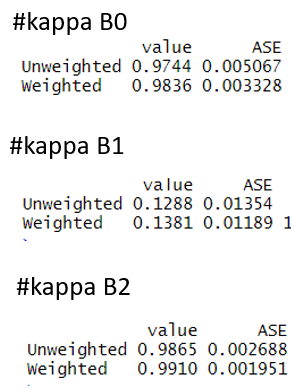 #kappa B0
value ASE
Unweighted 0.9744 0.005067
Weighted 0.9836 0.003328
#kappa B1
value ASE
Unweighted 0.1288 0.01354
Weighted 0.1381 0.01189 1
#kappa B2
value ASE
Unweighted 0.9865 0.002688
Weighted 0.9910 0.001951